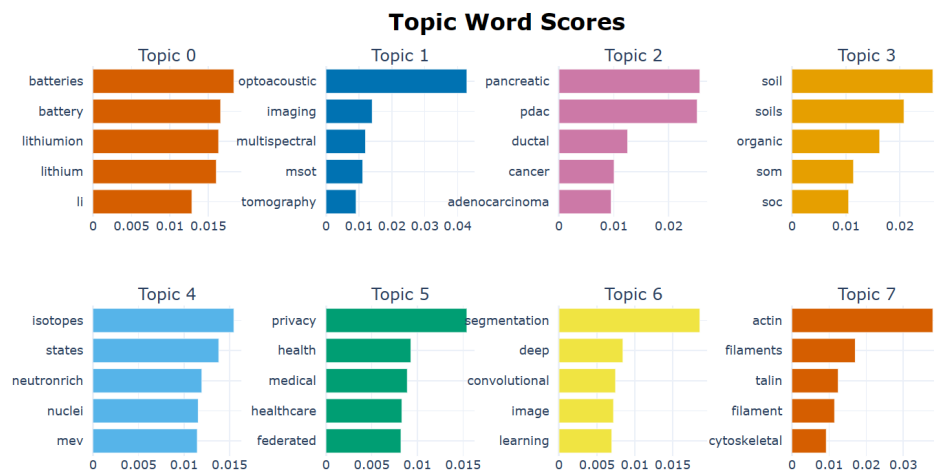 Topic Word Scores
Topic 0
batteries
battery
lithiumion
lithium
li
0 0.005 0.01 0.015
Topic 1
optoacoustic
imaging
multispectral
msot
tomography
0 0.01 0.02 0.03 0.04
Topic 2
pancreatic
pdac
ductal
cancer
adenocarcinoma
0 0.01 0.02
Topic 3
soil
soils
organic
som
soc
0 0.01 0.02
Topic 4
isotopes
states
neutronrich
nuclei
mev
0 0.005 0.01 0.015
Topic 5
privacy
health
medical
healthcare
federated
0 0.005 0.01 0.015
Topic 6
segmentation
deep
convolutional
image
learning
0 0.005 0.01 0.015
Topic 7
actin
filaments
talin
filament
cytoskeletal
0 0.01 0.02 0.03